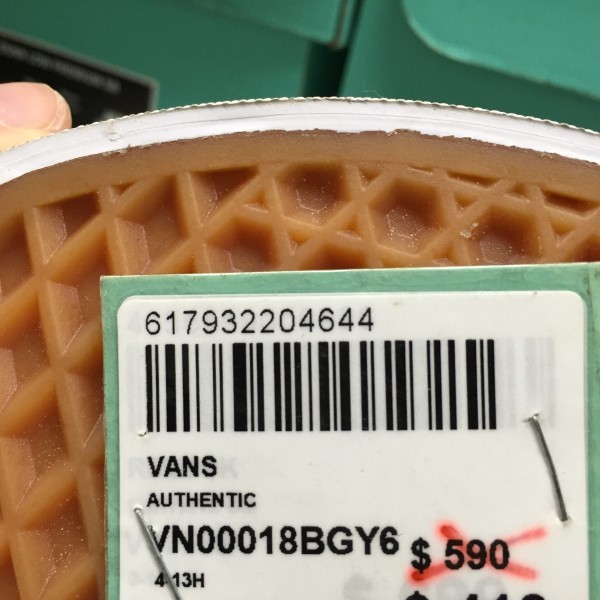 617932204644
VANS
AUTHENTIC
VN00018BGY6
$ 590
4-13H